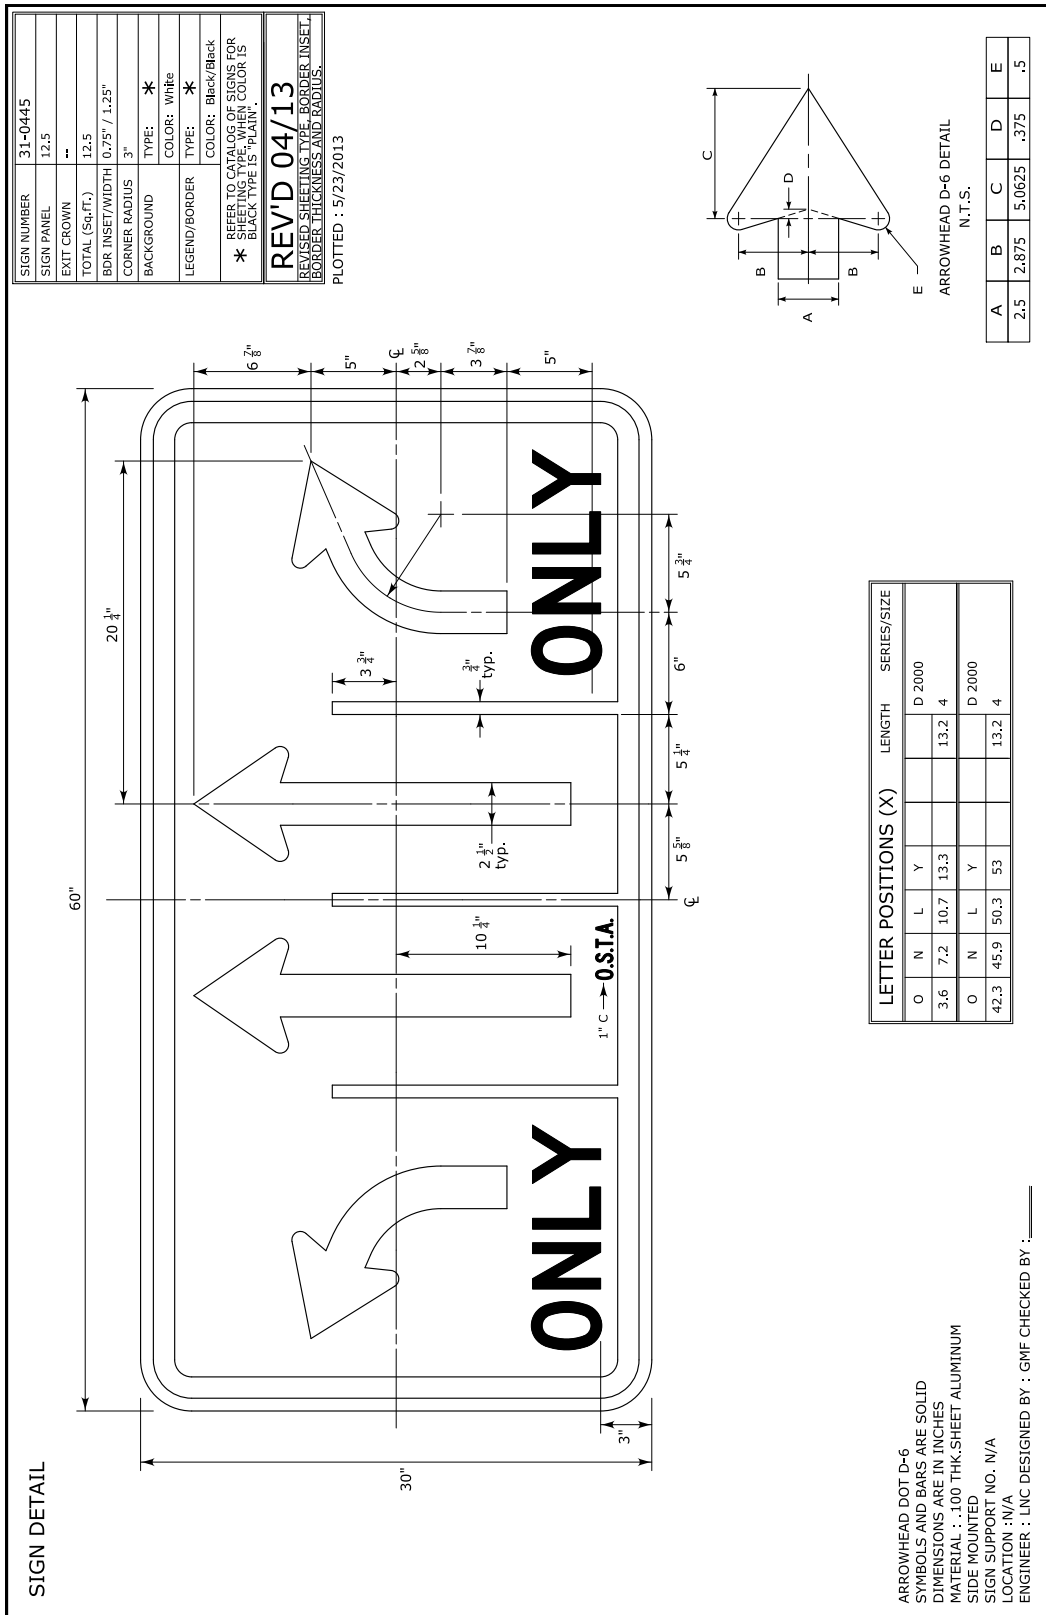 SIGN DETAIL
SIGN NUMBER 31-0445
SIGN PANEL 12.5
EXIT CROWN --
TOTAL (Sq.fT.) 12.5
BDR INSET/WIDTH 0.75" / 1.25"
CORNER RADIUS 3"
BACKGROUND TYPE: *
COLOR: White
LEGEND/BORDER TYPE: *
COLOR: Black/Black
* REFER TO CATALOG OF SIGNS FOR
SHEETING TYPE. WHEN COLOR IS
BLACK TYPE IS "PLAIN".
REV'D 04/13
REVISED SHEETING TYPE, BORDER INSET,
BORDER THICKNESS AND RADIUS.
PLOTTED : 5/23/2013
60"
20 1/4"
6 7/8"
5"
℄
2 5/8"
3 7/8"
5"
30"
3"
3 3/4"
3/4"
typ.
2 1/2"
typ.
10 1/4"
ONLY
ONLY
1" C
O.S.T.A.
℄
5 5/8"
5 1/4"
6"
5 3/4"
C
D
B
B
A
E
ARROWHEAD D-6 DETAIL
N.T.S.
A B C D E
2.5 2.875 5.0625 .375 .5
LETTER POSITIONS (X) LENGTH SERIES/SIZE
O N L Y D 2000
3.6 7.2 10.7 13.3 13.2 4
O N L Y D 2000
42.3 45.9 50.3 53 13.2 4
ARROWHEAD DOT D-6
SYMBOLS AND BARS ARE SOLID
DIMENSIONS ARE IN INCHES
MATERIAL : .100 THK.SHEET ALUMINUM
SIDE MOUNTED
SIGN SUPPORT NO. N/A
LOCATION :N/A
ENGINEER : LNC DESIGNED BY : GMF CHECKED BY :